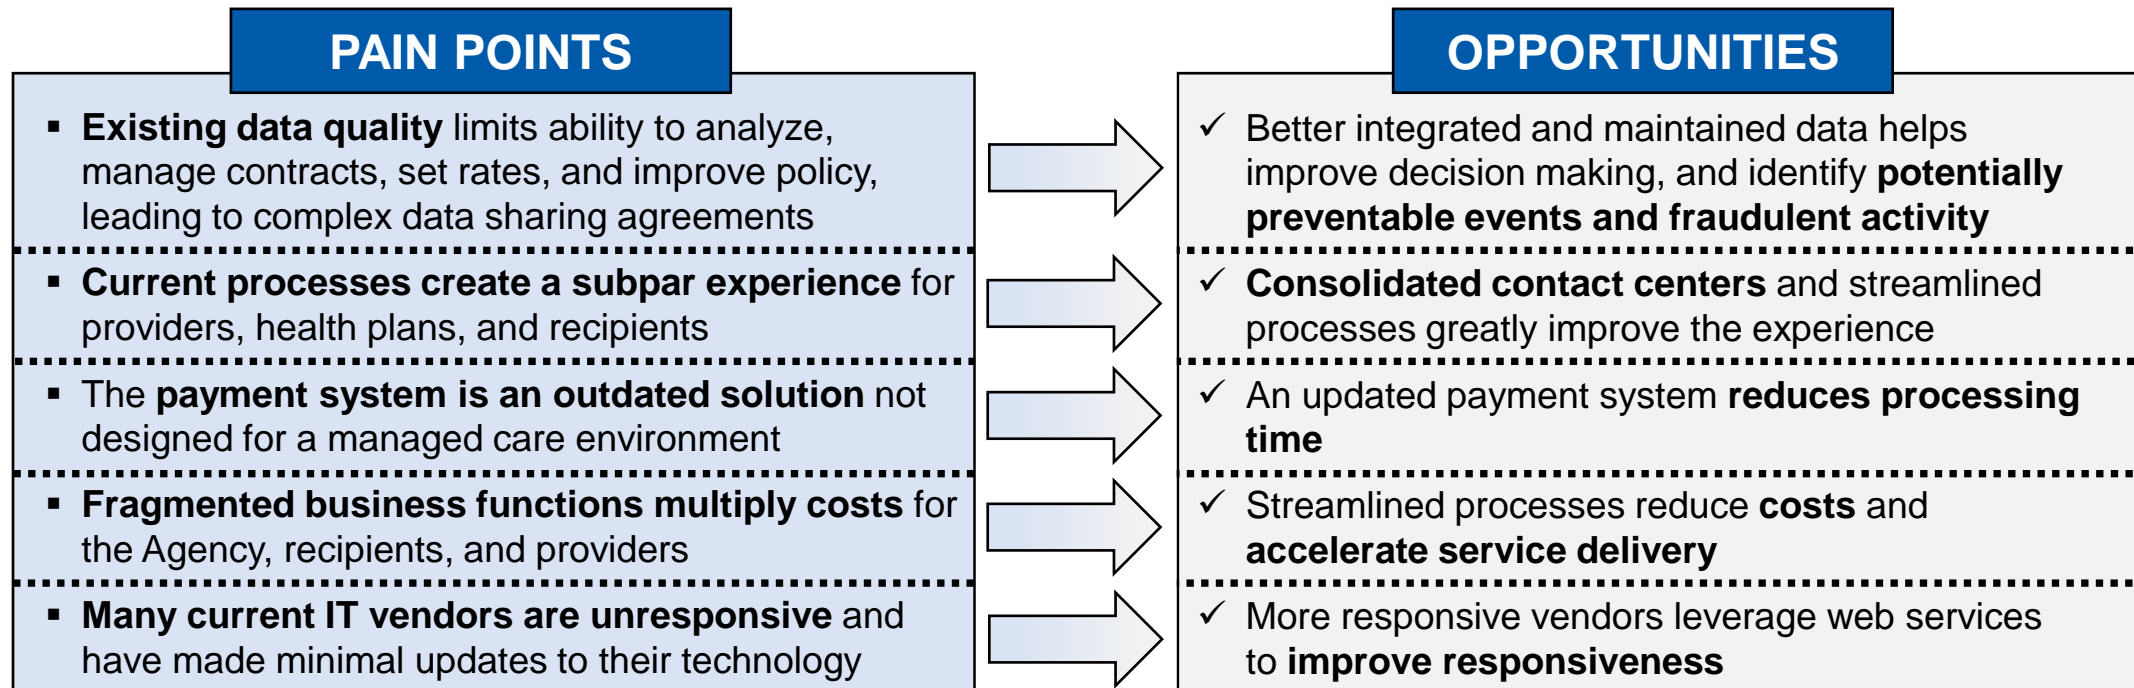 PAIN POINTS
▪ Existing data quality limits ability to analyze,
manage contracts, set rates, and improve policy,
leading to complex data sharing agreements
▪ Current processes create a subpar experience for
providers, health plans, and recipients
▪ The payment system is an outdated solution not
designed for a managed care environment
▪ Fragmented business functions multiply costs for
the Agency, recipients, and providers
▪ Many current IT vendors are unresponsive and
have made minimal updates to their technology
OPPORTUNITIES
✓ Better integrated and maintained data helps
improve decision making, and identify potentially
preventable events and fraudulent activity
✓ Consolidated contact centers and streamlined
processes greatly improve the experience
✓ An updated payment system reduces processing
time
✓ Streamlined processes reduce costs and
accelerate service delivery
✓ More responsive vendors leverage web services
to improve responsiveness